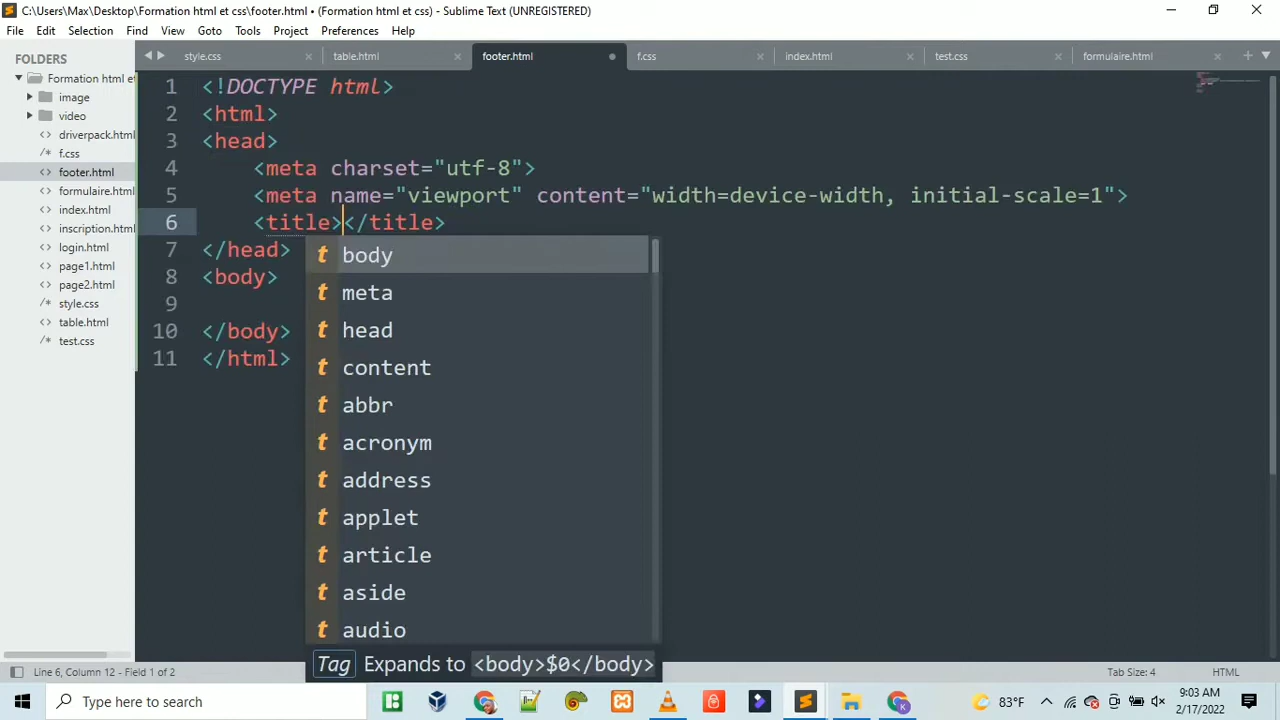 C:\Users\Max\Desktop\Formation html et css\footer.html • (Formation html et css) - Sublime Text (UNREGISTERED)
File Edit Selection Find View Goto Tools Project Preferences Help
FOLDERS
Formation html et
image
video
driverpack.html
f.css
footer.html
formulaire.html
index.html
inscription.html
login.html
page1.html
page2.html
style.css
table.html
test.css
style.css table.html footer.html f.css index.html test.css formulaire.html
1 <!DOCTYPE html>
2 <html>
3 <head>
4 <meta charset="utf-8">
5 <meta name="viewport" content="width=device-width, initial-scale=1">
6 <title></title>
7 </head>
8 <body>
9
10 </body>
11 </html>
t body
t meta
t head
t content
t abbr
t acronym
t address
t applet
t article
t aside
t audio
Tag Expands to <body>$0</body>
Line 6, Column 12 - Field 1 of 2
Tab Size: 4 HTML
Type here to search
83°F
9:03 AM
2/17/2022